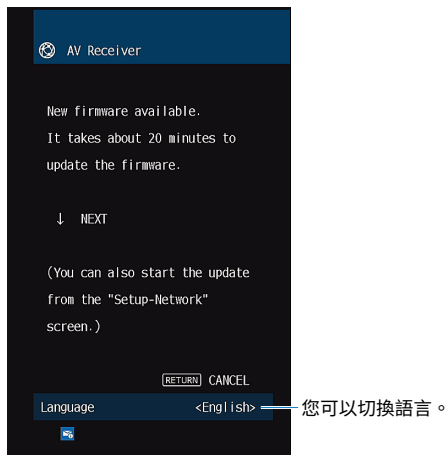 AV Receiver
New firmware available.
It takes about 20 minutes to
update the firmware.
↓ NEXT
(You can also start the update
from the "Setup-Network"
screen.)
RETURN CANCEL
Language <English>
您可以切換語言。